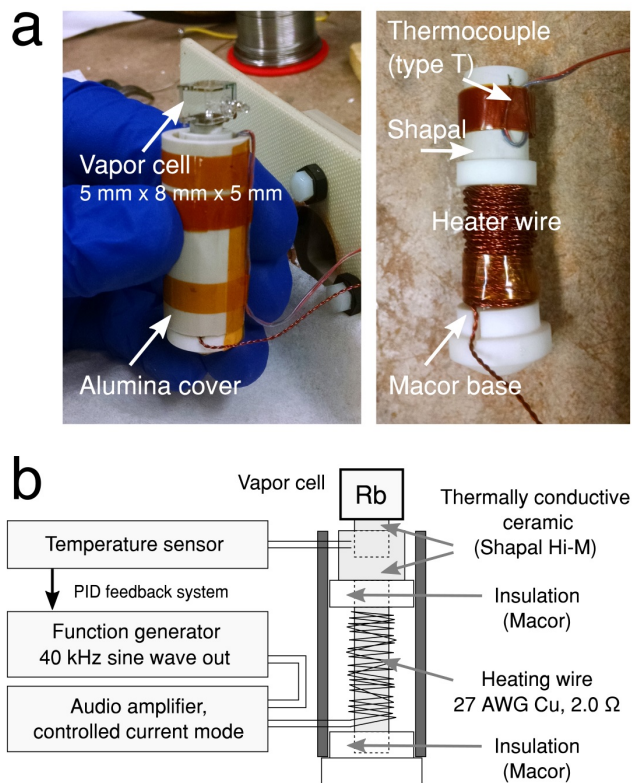 a
Vapor cell
5 mm x 8 mm x 5 mm
Alumina cover
Thermocouple
(type T)
Shapal
Heater wire
Macor base
b
Vapor cell
Rb
Thermally conductive
ceramic
(Shapal Hi-M)
Temperature sensor
PID feedback system
Insulation
(Macor)
Function generator
40 kHz sine wave out
Heating wire
27 AWG Cu, 2.0 Ω
Audio amplifier,
controlled current mode
Insulation
(Macor)